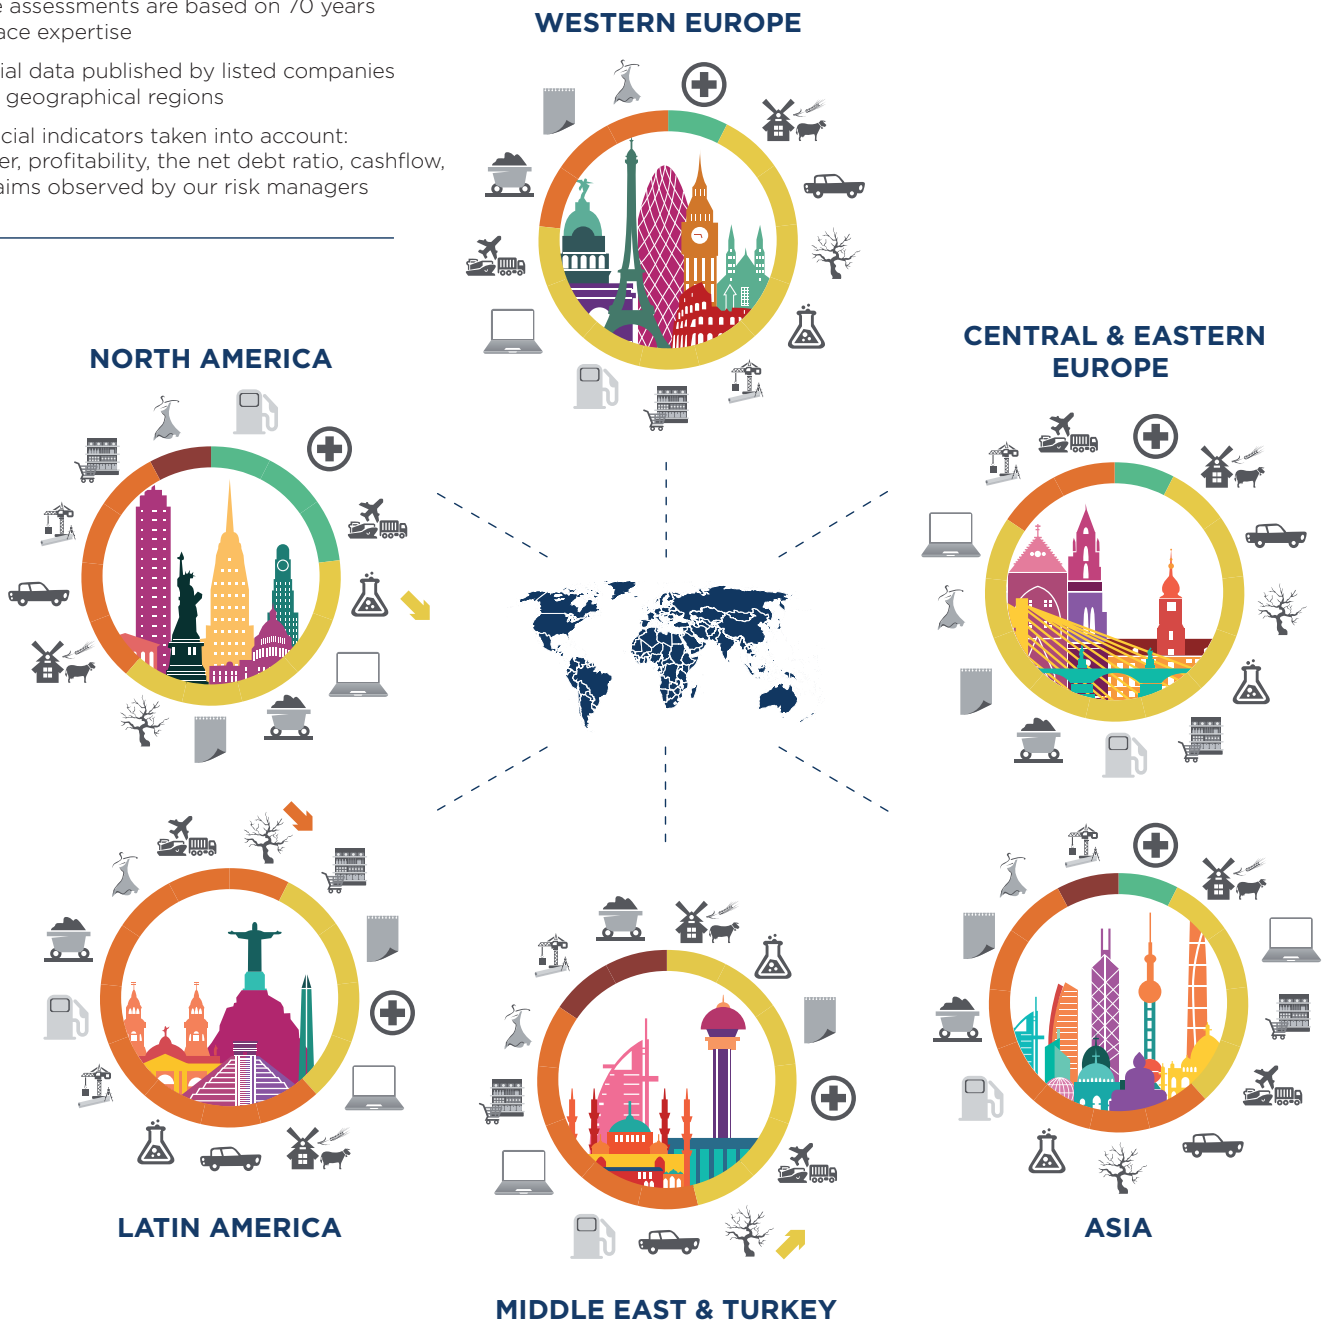 e assessments are based on 70 years
ace expertise
ial data published by listed companies
geographical regions
cial indicators taken into account:
er, profitability, the net debt ratio, cashflow,
aims observed by our risk managers
WESTERN EUROPE
NORTH AMERICA
CENTRAL & EASTERN
EUROPE
LATIN AMERICA
ASIA
MIDDLE EAST & TURKEY